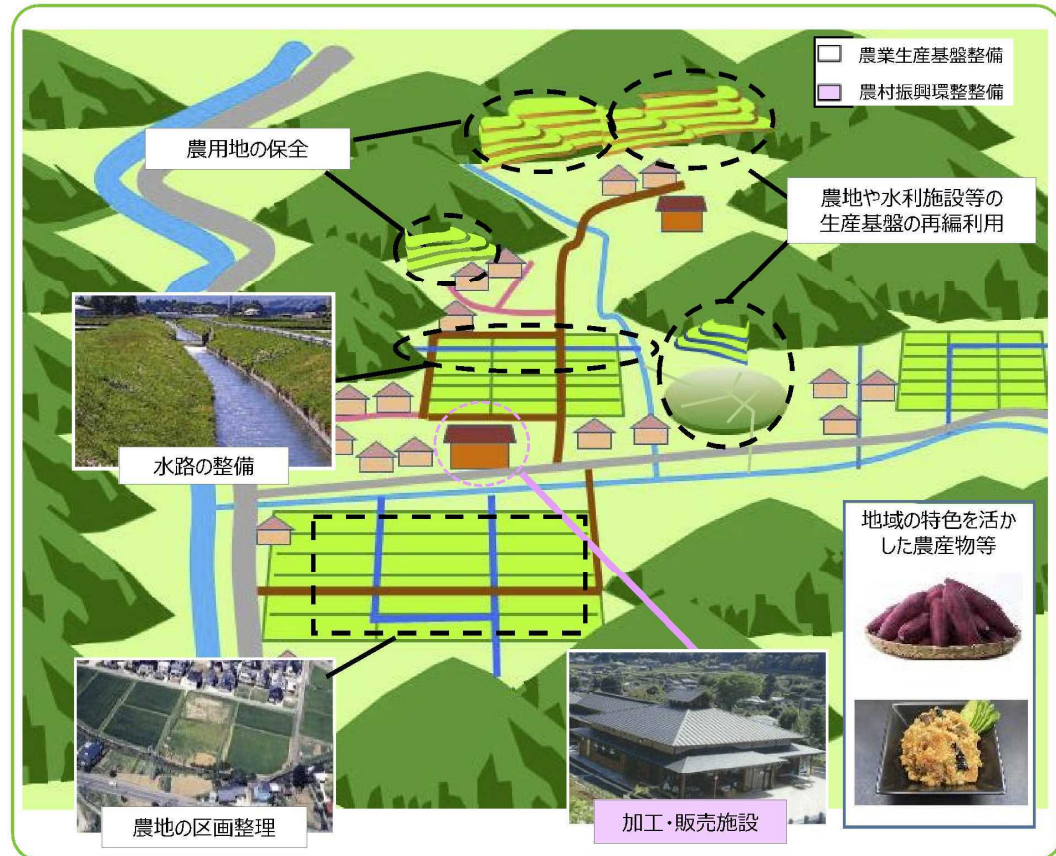 農業生産基盤整備
農村振興環整整備
農用地の保全
農地や水利施設等の
生産基盤の再編利用
水路の整備
地域の特色を活か
した農産物等
農地の区画整理
加工・販売施設